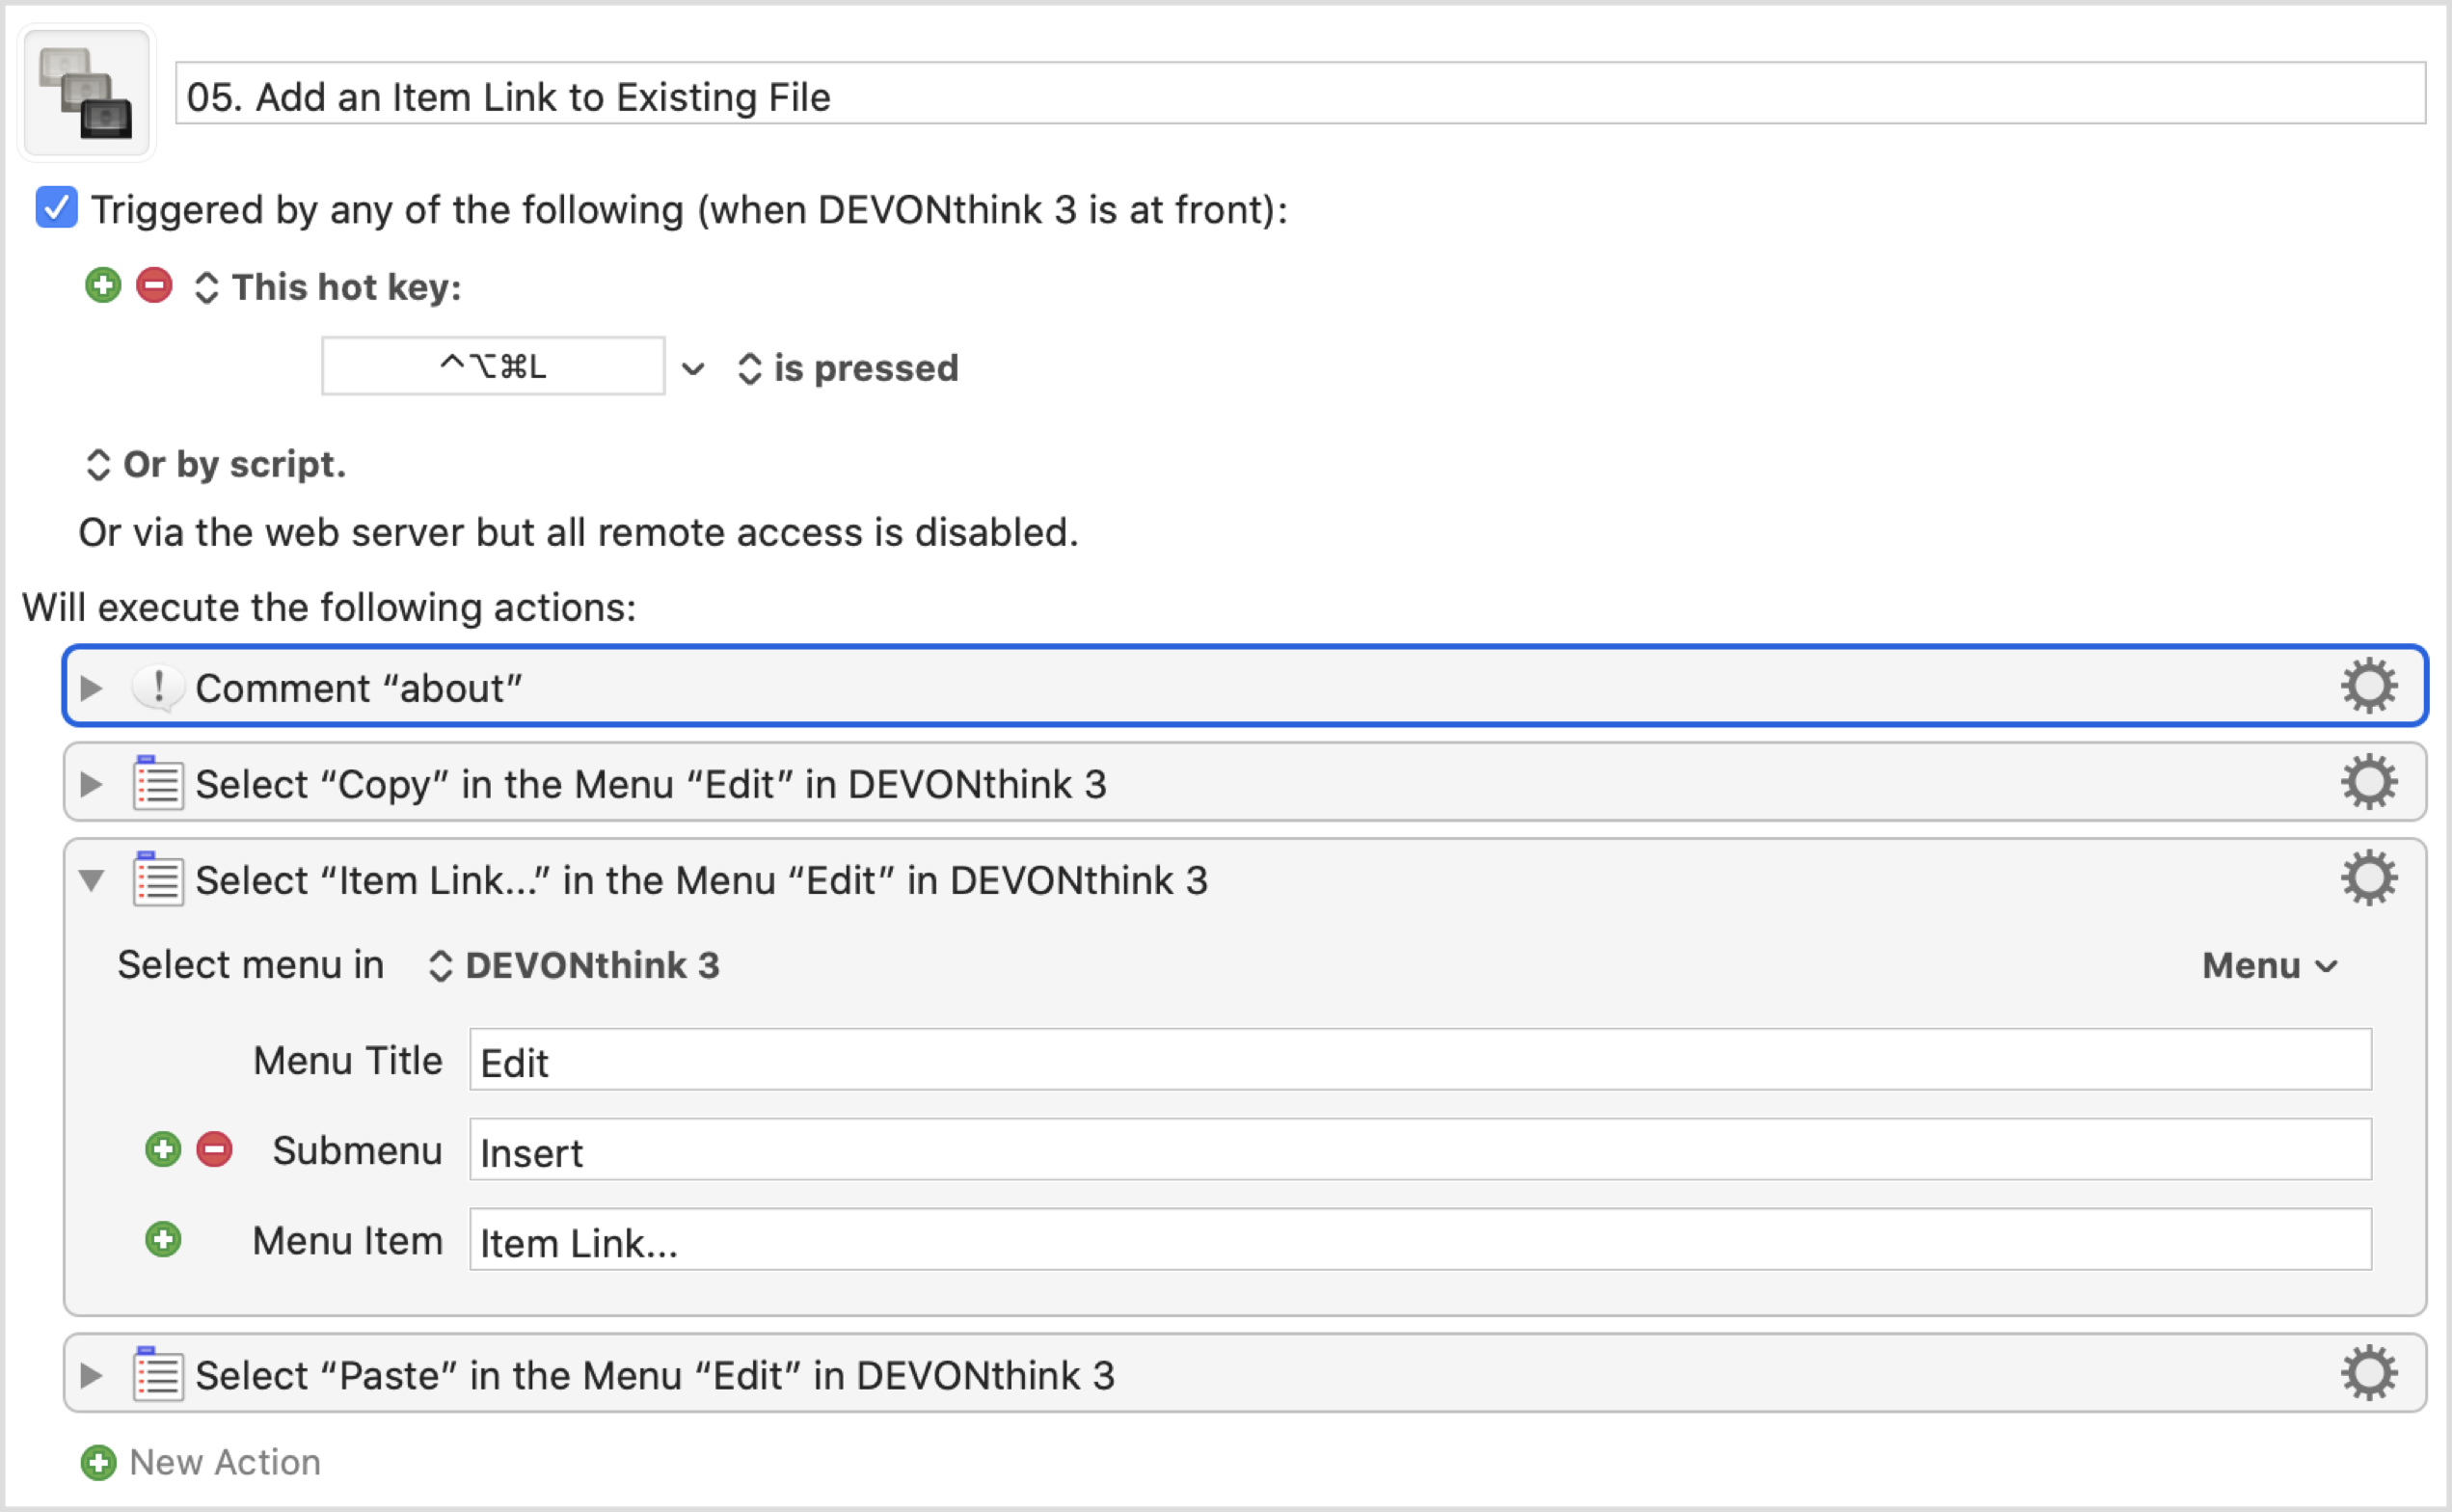 05. Add an Item Link to Existing File
Triggered by any of the following (when DEVONthink 3 is at front):
This hot key:
^⌥⌘L is pressed
Or by script.
Or via the web server but all remote access is disabled.
Will execute the following actions:
Comment “about”
Select “Copy” in the Menu “Edit” in DEVONthink 3
Select “Item Link…” in the Menu “Edit” in DEVONthink 3
Select menu in DEVONthink 3 Menu
Menu Title Edit
Submenu Insert
Menu Item Item Link…
Select “Paste” in the Menu “Edit” in DEVONthink 3
New Action